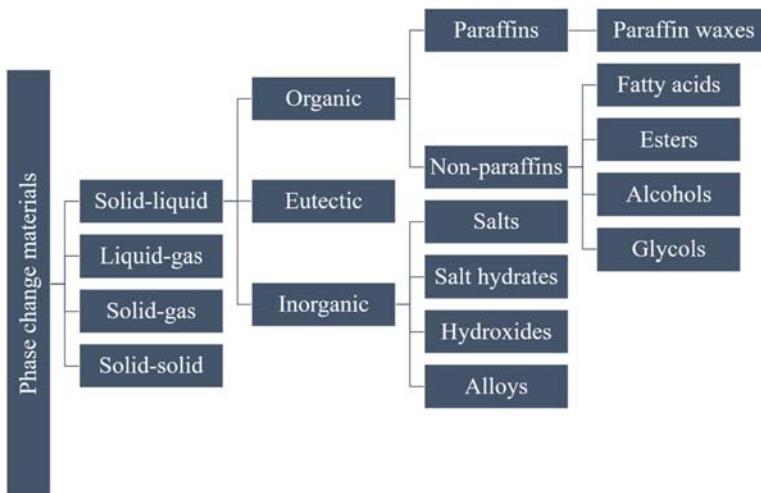 Phase change materials
Solid-liquid
Liquid-gas
Solid-gas
Solid-solid
Organic
Eutectic
Inorganic
Paraffins
Non-paraffins
Salts
Salt hydrates
Hydroxides
Alloys
Paraffin waxes
Fatty acids
Esters
Alcohols
Glycols